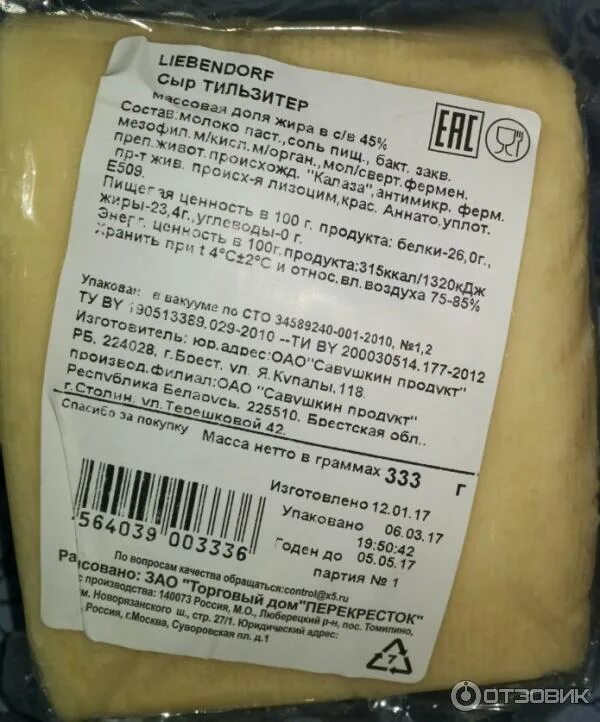 LIEBENDORF
Сыр ТИЛЬЗИТЕР
массовая доля жира в с/в 45%
Состав:молоко паст.,соль пищ., бакт. закв.
мезофил.м/кисл.м/орган.,мол/сверт.фермен.
преп.живот.происхожд. "Калаза",антимикр. ферм.
пр-т жив. происх-я лизоцим,крас. Аннато,уплот.
Е509.
Пищевая ценность в 100 г. продукта: белки-26,0г.,
жиры-23,4г.,углеводы-0 г.
Энерг. ценность в 100г.продукта:315ккал/1320кДж
Хранить при t 4°С±2°С и относ.вл.воздуха 75-85%
EAC
Упакован в вакууме по СТО 34589240-001-2010, №1,2
ТУ BY 190513389.029-2010 --ТИ BY 200030514.177-2012
Изготовитель: юр.адрес:ОАО"Савушкин продукт"
РБ, 224028, г.Брест, ул. Я.Купалы,118.
производ.филиал:ОАО "Савушкин продукт"
Республика Беларусь, 225510, Брестская обл.,
г.Столин, ул.Терешковой 42.
Спасибо за покупку
Масса нетто в граммах 333 г
Изготовлено 12.01.17
Упаковано 06.03.17
19:50:42
Годен до 05.05.17
партия № 1
564039 003336
По вопросам качества обращаться:control@x5.ru
Расовано: ЗАО "Торговый дом"ПЕРЕКРЕСТОК"
с производства: 140073 Россия, М.О., Люберецкий р-н, пос. Томилино,
м. Новорязанского ш., стр. 27/1. Юридический адрес:
Россия, г.Москва, Суворовская пл. д.1
7
ОТЗОВИК